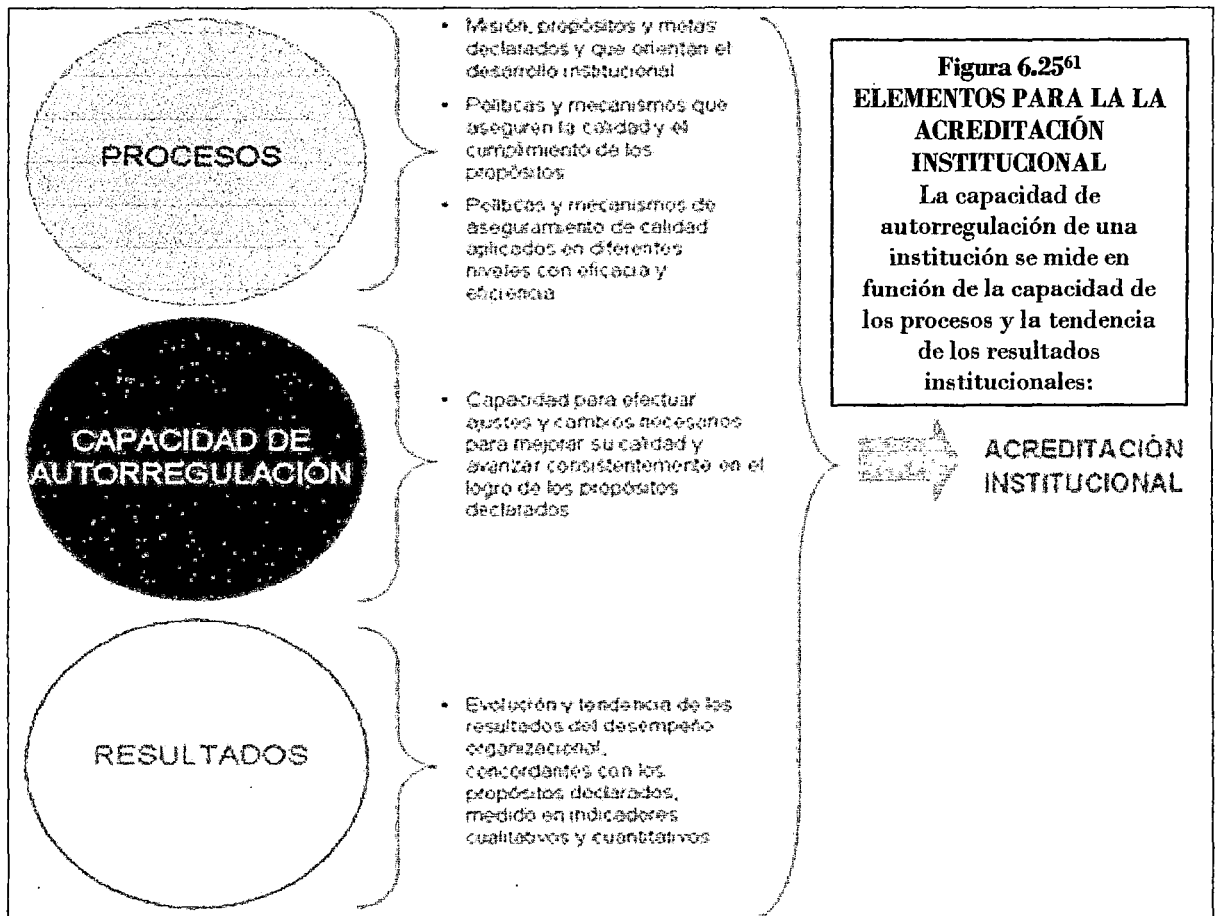 PROCESOS
• Misión, propósitos y metas
declarados y que orientan el
desarrollo institucional
• Políticas y mecanismos que
aseguren la calidad y el
cumplimiento de los
propósitos
• Políticas y mecanismos de
aseguramiento de calidad
aplicados en diferentes
niveles con eficacia y
eficiencia
CAPACIDAD DE
AUTORREGULACIÓN
• Capacidad para efectuar
ajustes y cambios necesarios
para mejorar su calidad y
avanzar consistentemente en el
logro de los propósitos
declarados
RESULTADOS
• Evolución y tendencia de los
resultados del desempeño
organizacional,
concordantes con los
propósitos declarados,
medido en indicadores
cualitativos y cuantitativos
Figura 6.25⁶¹
ELEMENTOS PARA LA LA
ACREDITACIÓN
INSTITUCIONAL
La capacidad de
autorregulación de una
institución se mide en
función de la capacidad de
los procesos y la tendencia
de los resultados
institucionales:
ACREDITACIÓN
INSTITUCIONAL